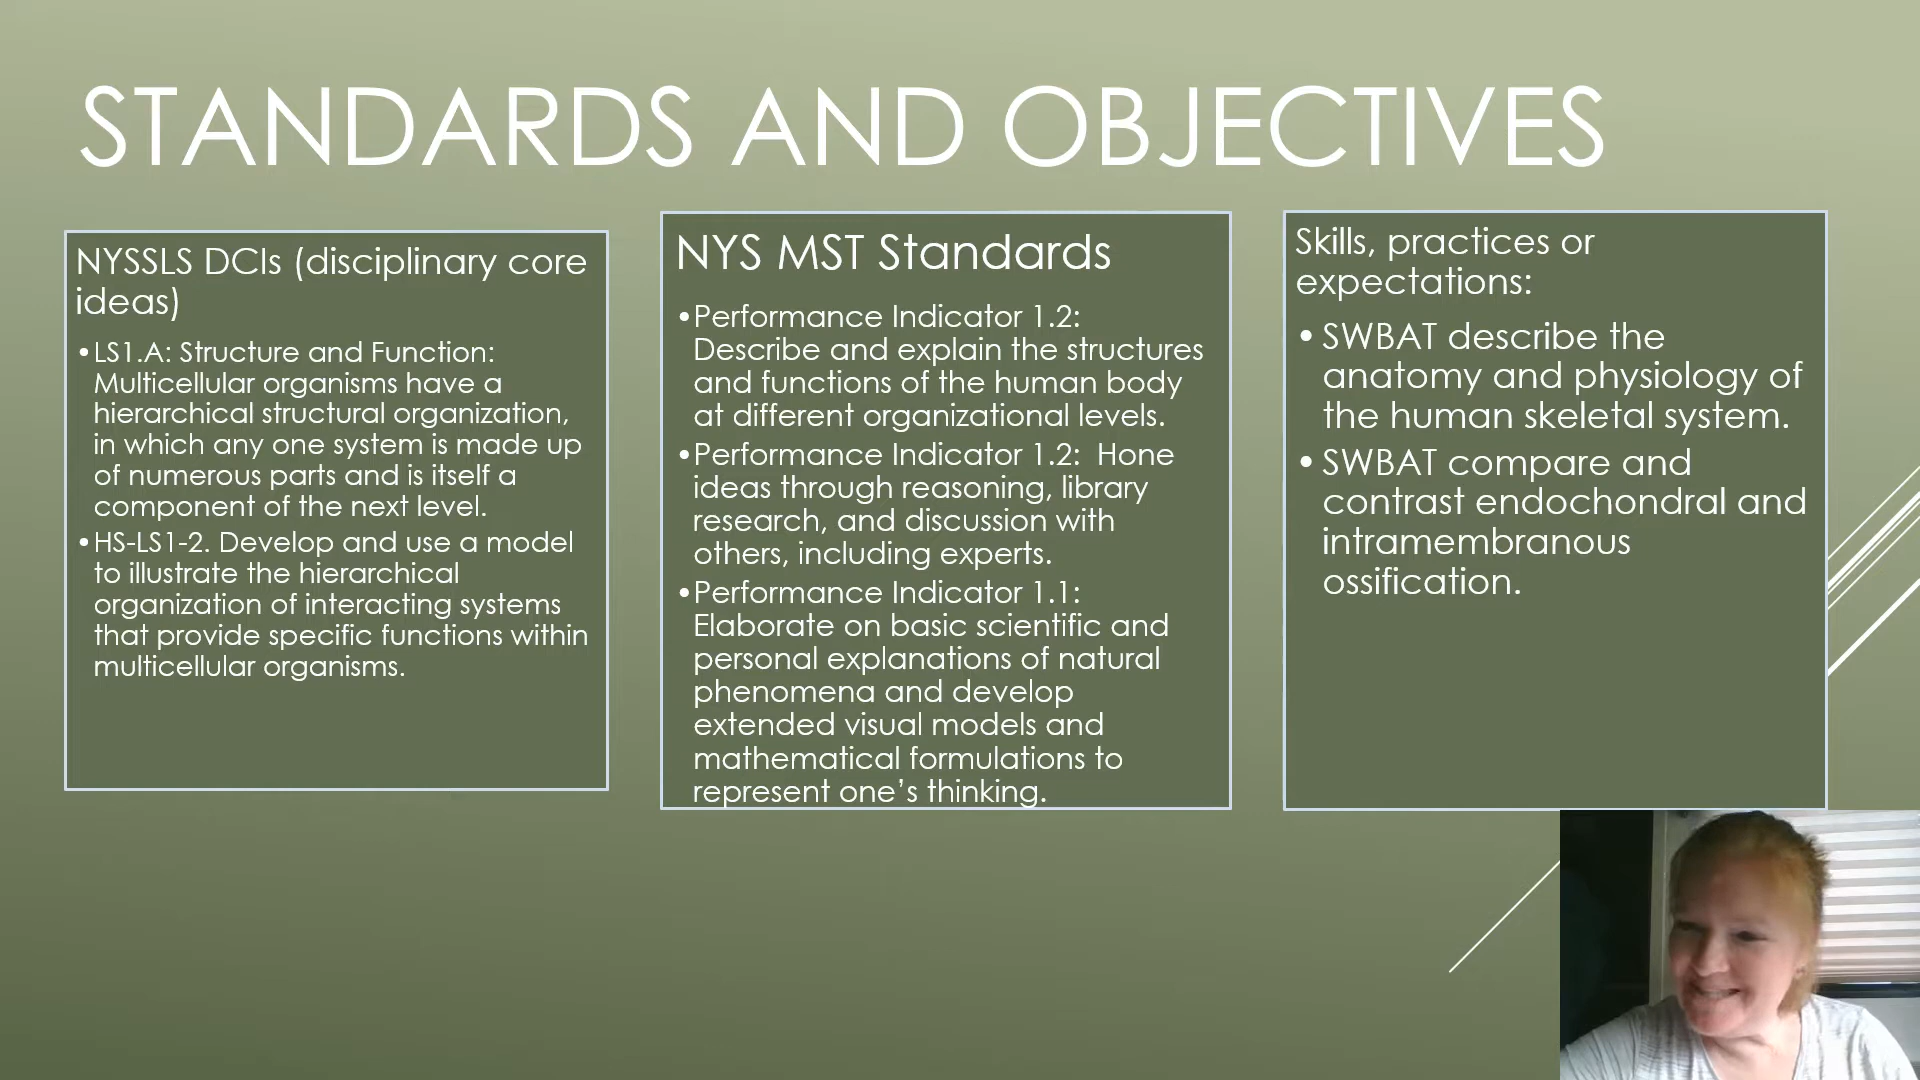 STANDARDS AND OBJECTIVES
NYSSLS DCIs (disciplinary core
ideas)
•LS1.A: Structure and Function:
Multicellular organisms have a
hierarchical structural organization,
in which any one system is made up
of numerous parts and is itself a
component of the next level.
•HS-LS1-2. Develop and use a model
to illustrate the hierarchical
organization of interacting systems
that provide specific functions within
multicellular organisms.
NYS MST Standards
•Performance Indicator 1.2:
Describe and explain the structures
and functions of the human body
at different organizational levels.
•Performance Indicator 1.2:  Hone
ideas through reasoning, library
research, and discussion with
others, including experts.
•Performance Indicator 1.1:
Elaborate on basic scientific and
personal explanations of natural
phenomena and develop
extended visual models and
mathematical formulations to
represent one’s thinking.
Skills, practices or
expectations:
• SWBAT describe the
anatomy and physiology of
the human skeletal system.
• SWBAT compare and
contrast endochondral and
intramembranous
ossification.